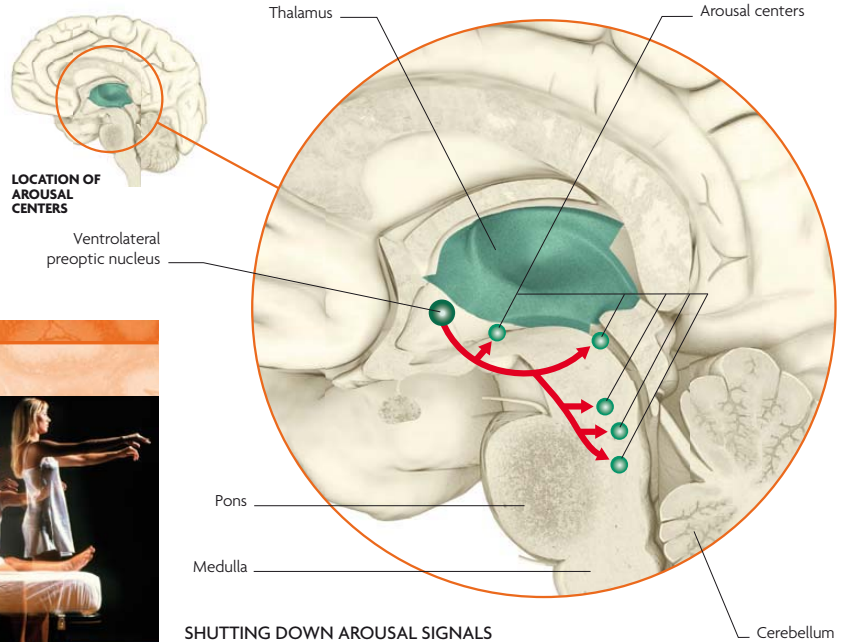 Thalamus
Arousal centers
LOCATION OF
AROUSAL
CENTERS
Ventrolateral
preoptic nucleus
Pons
Medulla
SHUTTING DOWN AROUSAL SIGNALS
Cerebellum